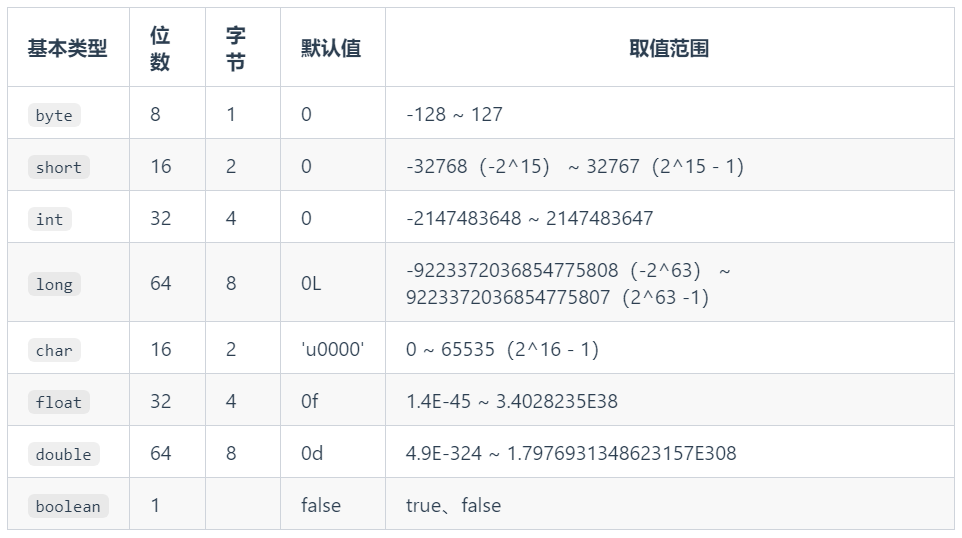 基本类型 位数 字节 默认值 取值范围
byte 8 1 0 -128 ~ 127
short 16 2 0 -32768（-2^15） ~ 32767（2^15 - 1）
int 32 4 0 -2147483648 ~ 2147483647
long 64 8 0L -9223372036854775808（-2^63） ~
9223372036854775807（2^63 -1）
char 16 2 'u0000' 0 ~ 65535（2^16 - 1）
float 32 4 0f 1.4E-45 ~ 3.4028235E38
double 64 8 0d 4.9E-324 ~ 1.7976931348623157E308
boolean 1 false true、false